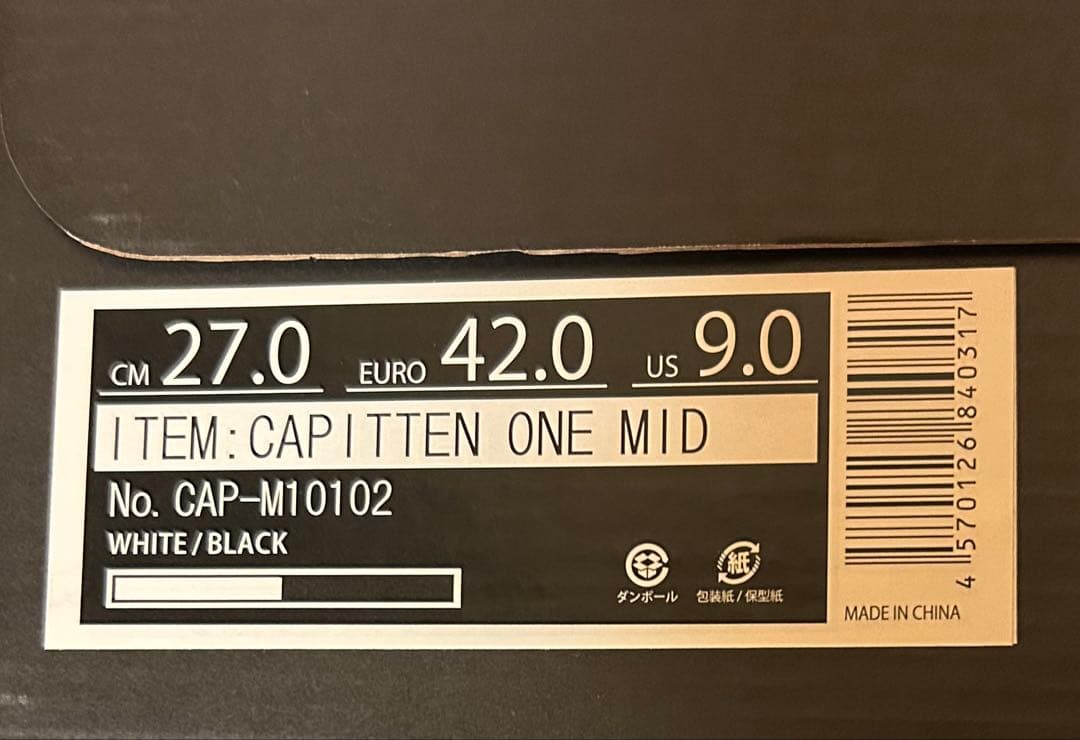 CM 27.0 EURO 42.0 US 9.0
ITEM:CAPITTEN ONE MID
No. CAP-M10102
WHITE/BLACK
紙
ダンボール 包装紙/保型紙
4570126840317
MADE IN CHINA